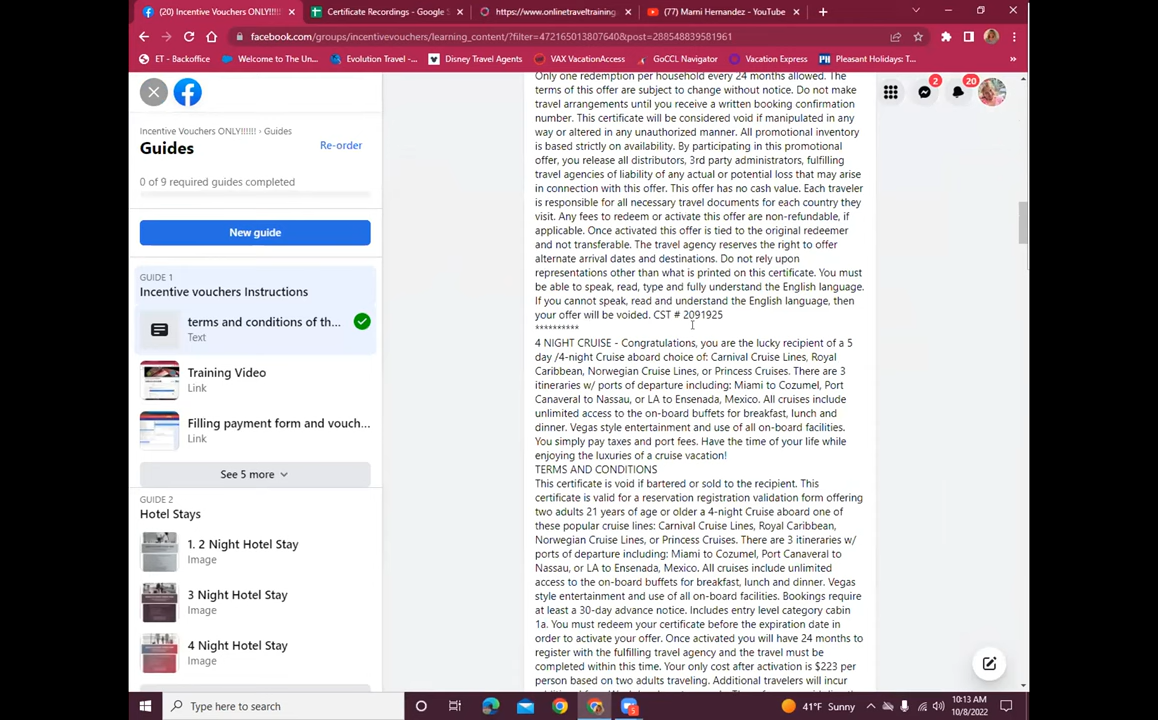 (20) Incentive Vouchers ONLY!!!!!!
Certificate Recordings - Google S
https://www.onlinetraveltraining
(77) Marni Hernandez - YouTube
facebook.com/groups/incentivevouchers/learning_content/?filter=472165013807640&post=288548839581961
ET - Backoffice
Welcome to The Un...
Evolution Travel -...
Disney Travel Agents
VAX VacationAccess
GoCCL Navigator
Vacation Express
Pleasant Holidays: T...
2
20
Incentive Vouchers ONLY!!!!!! › Guides
Guides
Re-order
0 of 9 required guides completed
New guide
GUIDE 1
Incentive vouchers Instructions
terms and conditions of th...
Text
Training Video
Link
Filling payment form and vouch...
Link
See 5 more
GUIDE 2
Hotel Stays
1. 2 Night Hotel Stay
Image
3 Night Hotel Stay
Image
4 Night Hotel Stay
Image
Only one redemption per household every 24 months allowed. The
terms of this offer are subject to change without notice. Do not make
travel arrangements until you receive a written booking confirmation
number. This certificate will be considered void if manipulated in any
way or altered in any unauthorized manner. All promotional inventory
is based strictly on availability. By participating in this promotional
offer, you release all distributors, 3rd party administrators, fulfilling
travel agencies of liability of any actual or potential loss that may arise
in connection with this offer. This offer has no cash value. Each traveler
is responsible for all necessary travel documents for each country they
visit. Any fees to redeem or activate this offer are non-refundable, if
applicable. Once activated this offer is tied to the original redeemer
and not transferable. The travel agency reserves the right to offer
alternate arrival dates and destinations. Do not rely upon
representations other than what is printed on this certificate. You must
be able to speak, read, type and fully understand the English language.
If you cannot speak, read and understand the English language, then
your offer will be voided. CST # 2091925
**********
4 NIGHT CRUISE - Congratulations, you are the lucky recipient of a 5
day /4-night Cruise aboard choice of: Carnival Cruise Lines, Royal
Caribbean, Norwegian Cruise Lines, or Princess Cruises. There are 3
itineraries w/ ports of departure including: Miami to Cozumel, Port
Canaveral to Nassau, or LA to Ensenada, Mexico. All cruises include
unlimited access to the on-board buffets for breakfast, lunch and
dinner. Vegas style entertainment and use of all on-board facilities.
You simply pay taxes and port fees. Have the time of your life while
enjoying the luxuries of a cruise vacation!
TERMS AND CONDITIONS
This certificate is void if bartered or sold to the recipient. This
certificate is valid for a reservation registration validation form offering
two adults 21 years of age or older a 4-night Cruise aboard one of
these popular cruise lines: Carnival Cruise Lines, Royal Caribbean,
Norwegian Cruise Lines, or Princess Cruises. There are 3 itineraries w/
ports of departure including: Miami to Cozumel, Port Canaveral to
Nassau, or LA to Ensenada, Mexico. All cruises include unlimited
access to the on-board buffets for breakfast, lunch and dinner. Vegas
style entertainment and use of all on-board facilities. Bookings require
at least a 30-day advance notice. Includes entry level category cabin
1a. You must redeem your certificate before the expiration date in
order to activate your offer. Once activated you will have 24 months to
register with the fulfilling travel agency and the travel must be
completed within this time. Your only cost after activation is $223 per
person based on two adults traveling. Additional travelers will incur
Type here to search
41°F Sunny
10:13 AM
10/8/2022